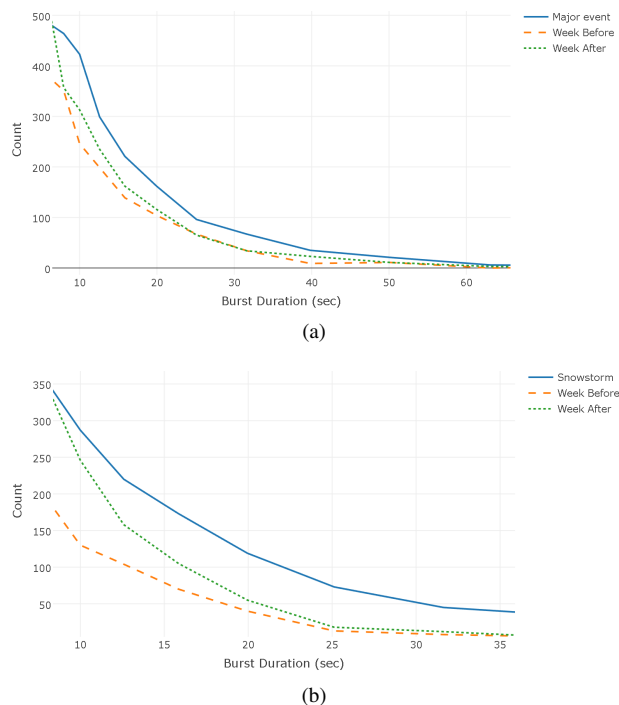 500
400
300
200
100
0
Count
10 20 30 40 50 60
Burst Duration (sec)
Major event
Week Before
Week After
(a)
350
300
250
200
150
100
50
Count
10 15 20 25 30 35
Burst Duration (sec)
Snowstorm
Week Before
Week After
(b)